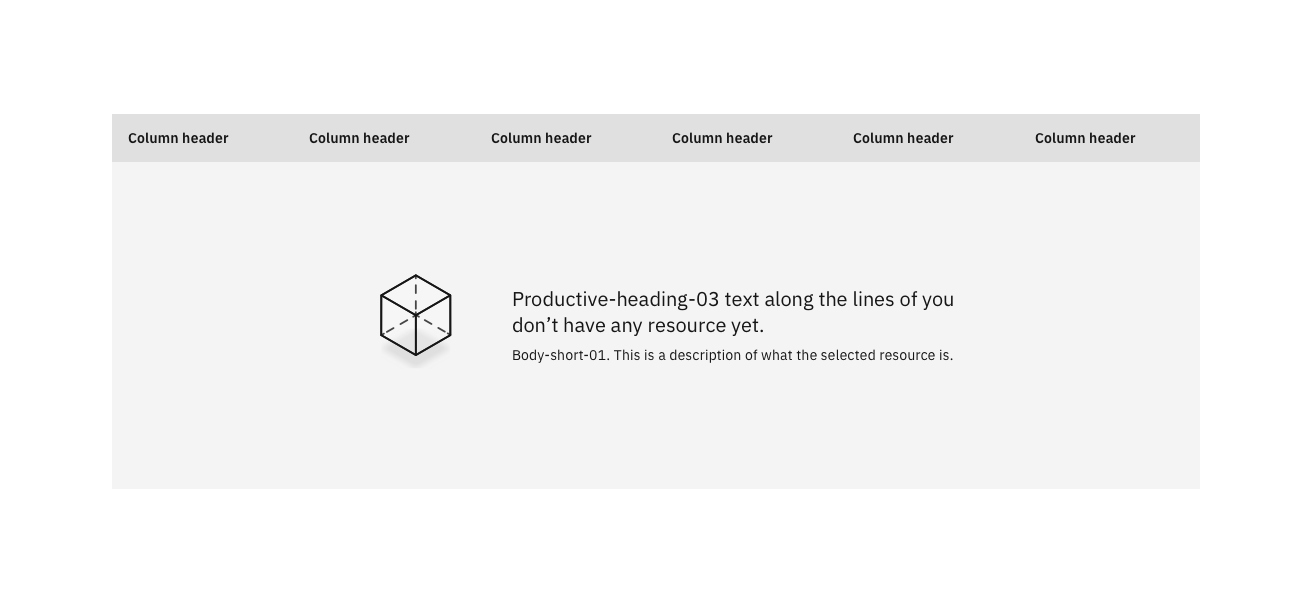 Column header Column header Column header Column header Column header Column header
Productive-heading-03 text along the lines of you
don’t have any resource yet.
Body-short-01. This is a description of what the selected resource is.